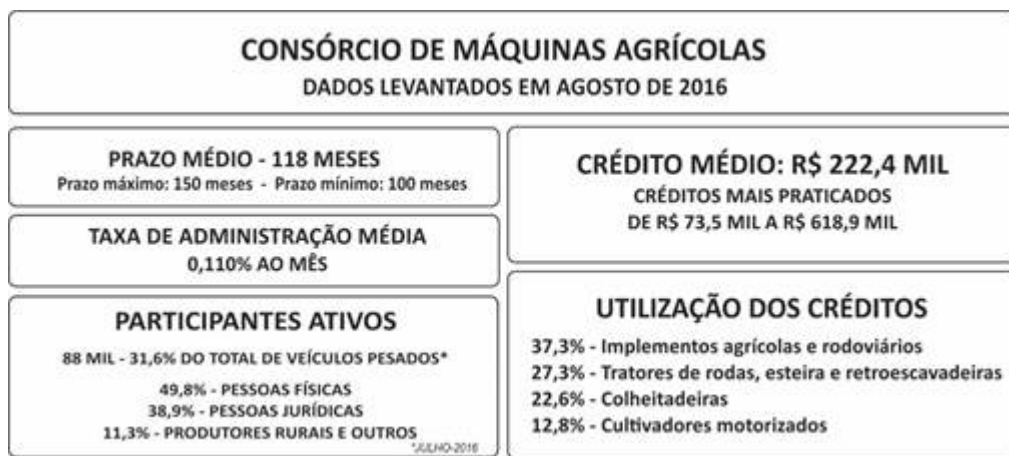 CONSÓRCIO DE MÁQUINAS AGRÍCOLAS
DADOS LEVANTADOS EM AGOSTO DE 2016
PRAZO MÉDIO - 118 MESES
Prazo máximo: 150 meses - Prazo mínimo: 100 meses
TAXA DE ADMINISTRAÇÃO MÉDIA
0,110% AO MÊS
PARTICIPANTES ATIVOS
88 MIL - 31,6% DO TOTAL DE VEÍCULOS PESADOS*
49,8% - PESSOAS FÍSICAS
38,9% - PESSOAS JURÍDICAS
11,3% - PRODUTORES RURAIS E OUTROS
*JULHO-2016
CRÉDITO MÉDIO: R$ 222,4 MIL
CRÉDITOS MAIS PRATICADOS
DE R$ 73,5 MIL A R$ 618,9 MIL
UTILIZAÇÃO DOS CRÉDITOS
37,3% - Implementos agrícolas e rodoviários
27,3% - Tratores de rodas, esteira e retroescavadeiras
22,6% - Colheitadeiras
12,8% - Cultivadores motorizados